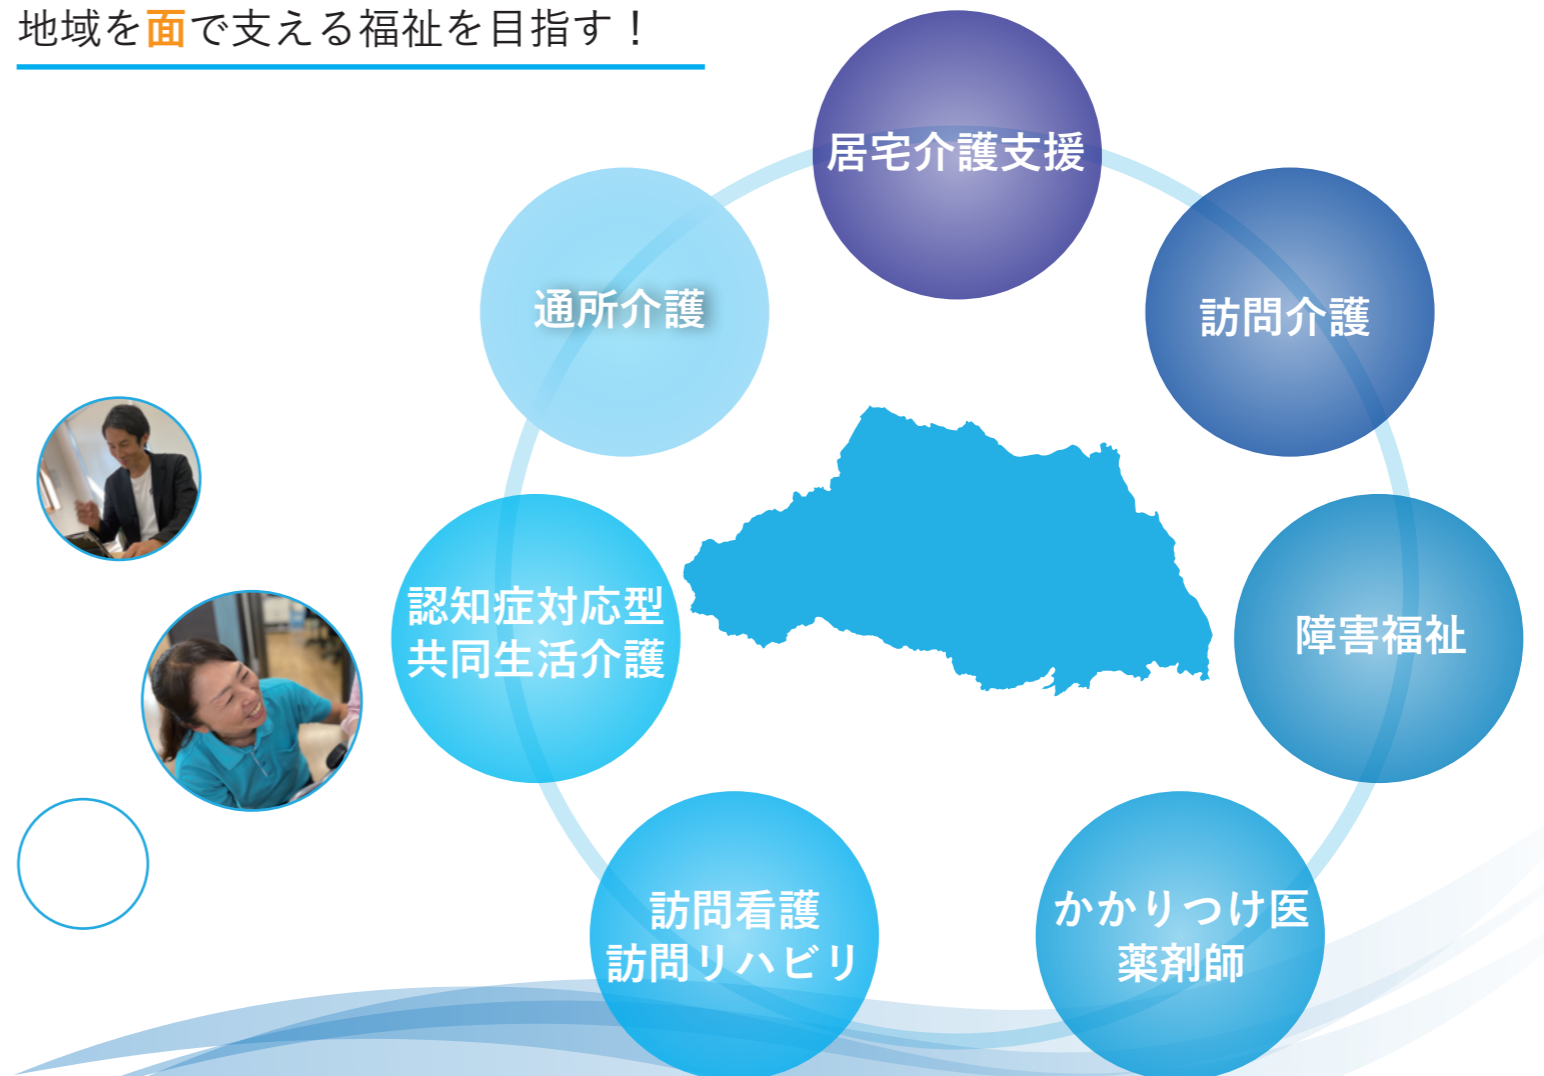 地域を面で支える福祉を目指す！
居宅介護支援
通所介護
訪問介護
認知症対応型
共同生活介護
障害福祉
訪問看護
訪問リハビリ
かかりつけ医
薬剤師